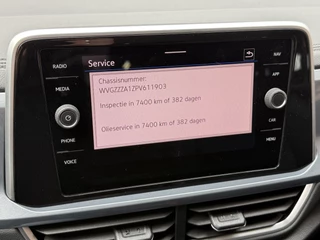 Service
RADIO
NAV
MEDIA
APP
PHONE
CAR
VOICE
MENU
Chassisnummer:
WVGZZZA1ZPV611903
Inspectie in 7400 km of 382 dagen
Olieservice in 7400 km of 382 dagen